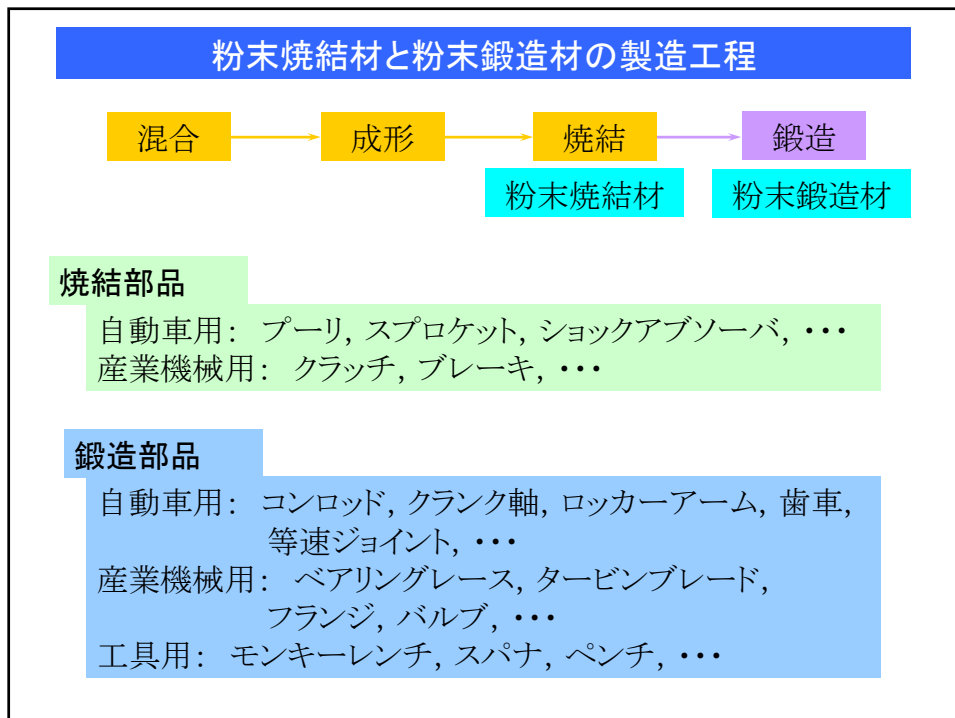 粉末焼結材と粉末鍛造材の製造工程
混合 成形 焼結 鍛造
粉末焼結材 粉末鍛造材
焼結部品
自動車用： プーリ, スプロケット, ショックアブソーバ, ・・・
産業機械用： クラッチ, ブレーキ, ・・・
鍛造部品
自動車用： コンロッド, クランク軸, ロッカーアーム, 歯車,
等速ジョイント, ・・・
産業機械用： ベアリングレース, タービンブレード,
フランジ, バルブ, ・・・
工具用： モンキーレンチ, スパナ, ペンチ, ・・・